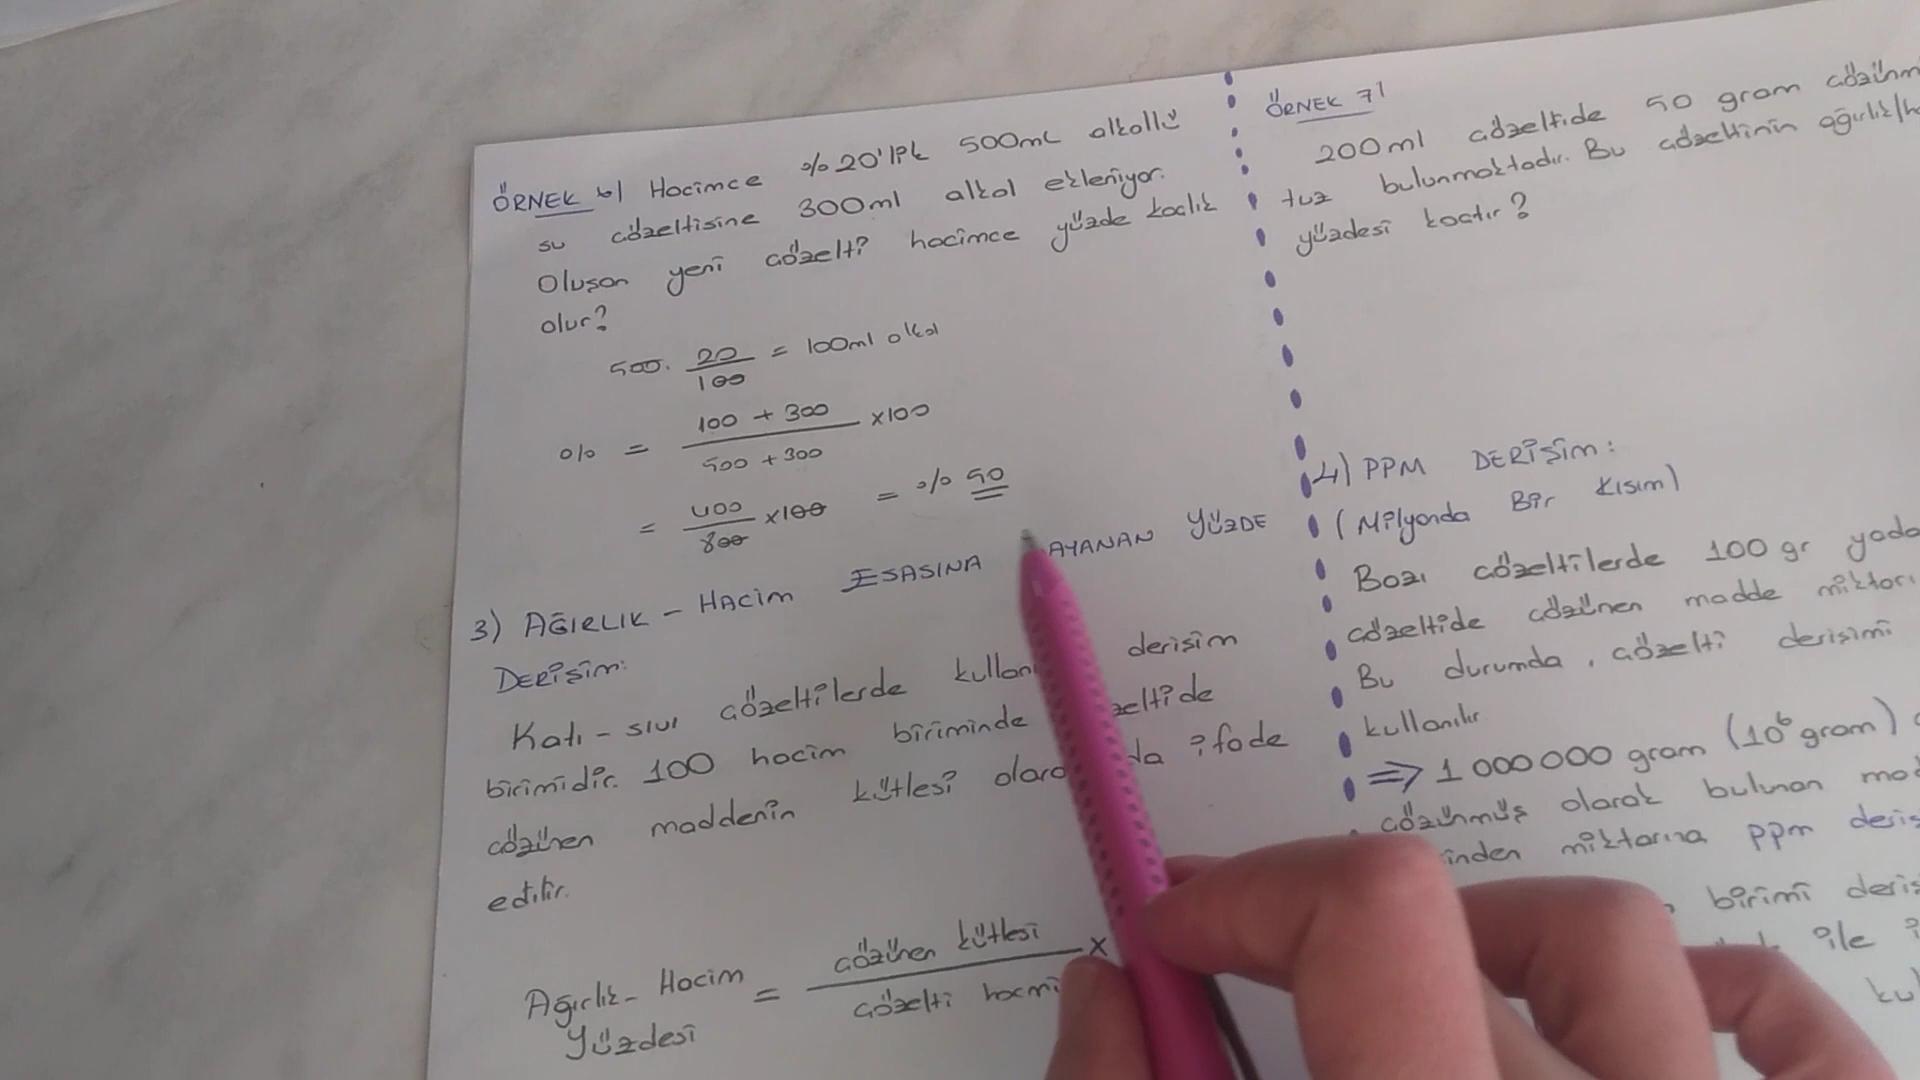 ÖRNEK 6) Hacimce %20'lik 500mL alkollü
su çözeltisine 300ml alkol ekleniyor.
Oluşan yeni çözelti hacimce yüzde kaçlık
olur?
500. 20/100 = 100ml alkol
% = 100 + 300 / 500 + 300 x100
= 400/800 x100 = % 50
3) AĞIRLIK - HACİM ESASINA AYANAN YÜZDE
DERİŞİM:
Katı - sıvı çözeltilerde derişim
birimidir. 100 hacim biriminde
çözünen maddenin kütlesi ifade
edilir.
Ağırlık - Hacim Yüzdesi = çözünen kütlesi / çözelti x
ÖRNEK 7)
200ml çözeltide 50 gram
tuz bulunmaktadır. Bu çözeltinin
yüzdesi kaçtır?
4) PPM DERİŞİM:
(Milyonda Bir Kısım)
Bazı çözeltilerde 100 gr
çözeltide çözünen madde
Bu durumda, çözelti derişimi
kullanılır
⇒ 1 000 000 gram (10⁶ gram)
çözünmüş olarak bulunan
miktarına ppm
birimi
ile